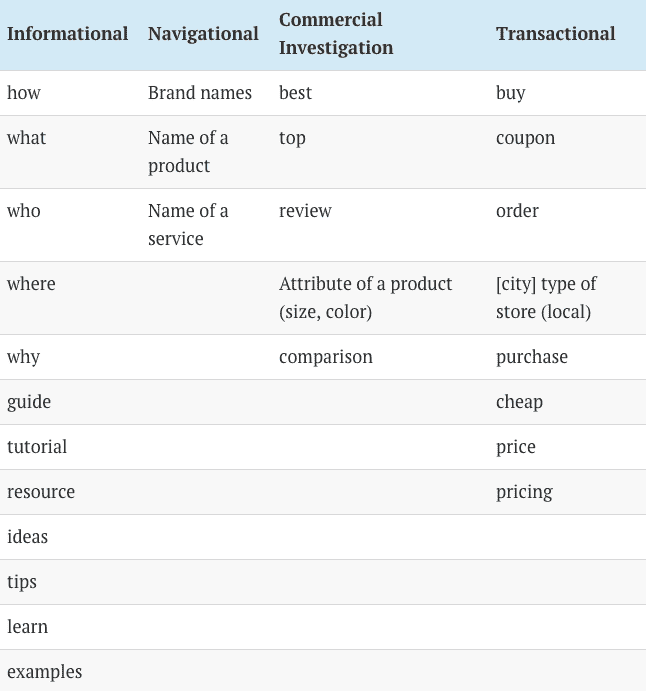 Informational Navigational Commercial Investigation Transactional
how Brand names best buy
what Name of a product top coupon
who Name of a service review order
where Attribute of a product (size, color) [city] type of store (local)
why comparison purchase
guide cheap
tutorial price
resource pricing
ideas
tips
learn
examples